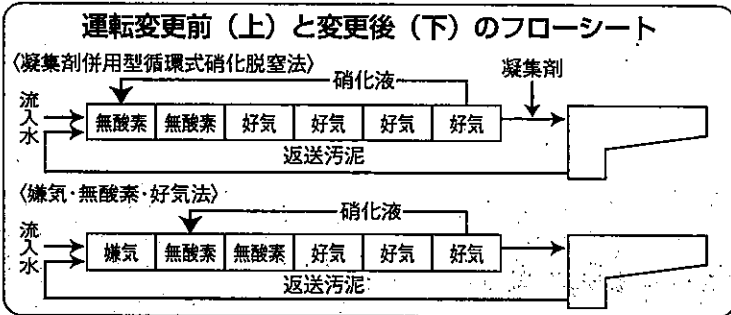 運転変更前（上）と変更後（下）のフローシート
〈凝集剤併用型循環式硝化脱窒法〉
凝集剤
硝化液
流入水
無酸素 無酸素 好気 好気 好気 好気
返送汚泥
〈嫌気・無酸素・好気法〉
硝化液
流入水
嫌気 無酸素 無酸素 好気 好気 好気
返送汚泥